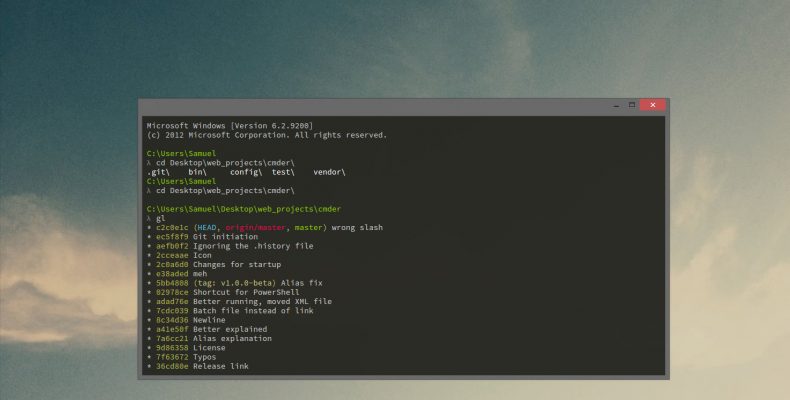 Microsoft Windows [Version 6.2.9200]
(c) 2012 Microsoft Corporation. All rights reserved.
C:\Users\Samuel
λ cd Desktop\web_projects\cmder\
.git\ bin\ config\ test\ vendor\
C:\Users\Samuel
λ cd Desktop\web_projects\cmder\
C:\Users\Samuel\Desktop\web_projects\cmder
λ gl
* c2c0e1c (HEAD, origin/master, master) wrong slash
* ec5f8f9 Git initiation
* aefb0f2 Ignoring the .history file
* 2cceaae Icon
* 2c0a6d0 Changes for startup
* e38aded meh
* 5bb4808 (tag: v1.0.0-beta) Alias fix
* 02978ce Shortcut for PowerShell
* adad76e Better running, moved XML file
* 7cdc039 Batch file instead of link
* 8c34d36 Newline
* a41e50f Better explained
* 7a6cc21 Alias explanation
* 9d86358 License
* 7f63672 Typos
* 36cd80e Release link